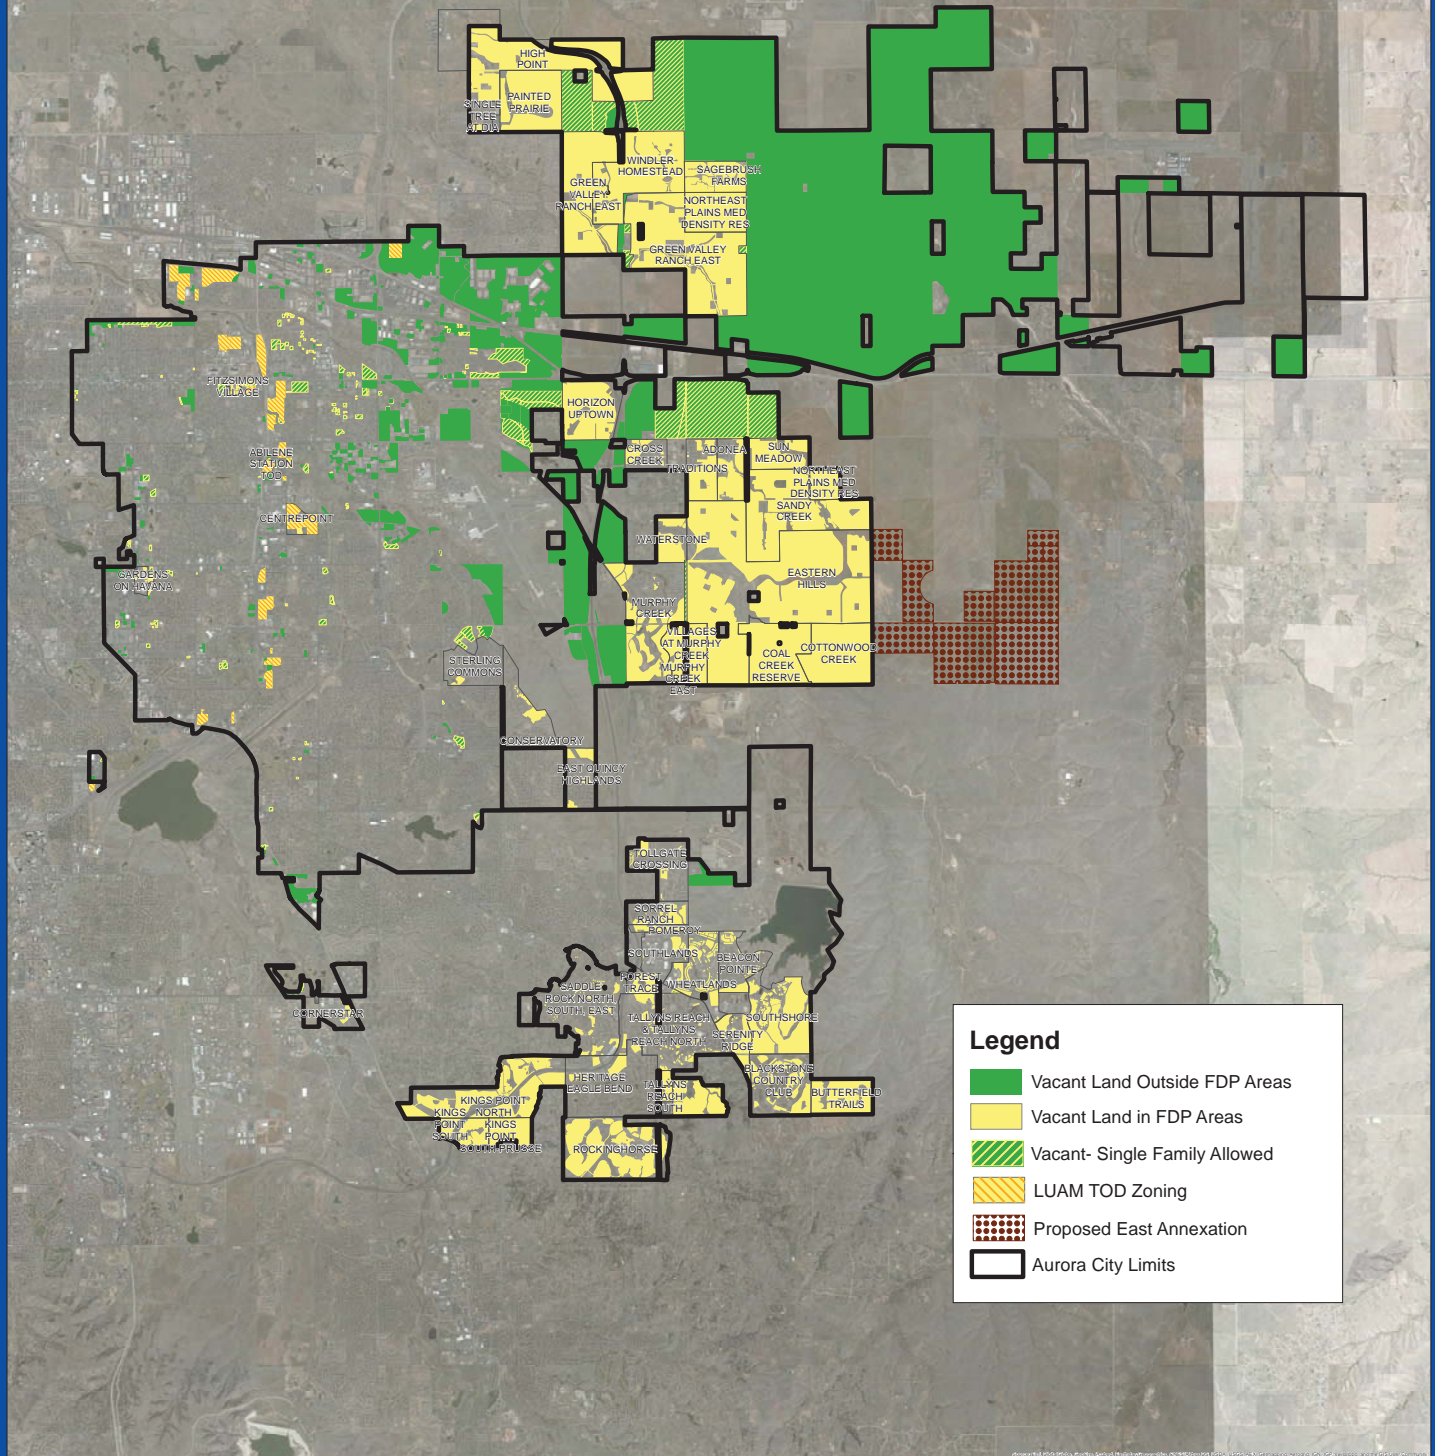 HIGH
POINT
PAINTED
PRAIRIE
SINGLE
TREE
AT DIA
WINDLER
HOMESTEAD
SAGEBRUSH
FARMS
GREEN
VALLEY
RANCH EAST
NORTHEAST
PLAINS MED
DENSITY RES
GREEN VALLEY
RANCH EAST
FITZSIMONS
VILLAGE
HORIZON
UPTOWN
ABILENE
STATION
TOD
CROSS
CREEK
TRADITIONS
ADONEA
SUN
MEADOW
NORTHEAST
PLAINS MED
DENSITY RES
SANDY
CREEK
CENTREPOINT
WATERSTONE
GARDENS
ON HAVANA
EASTERN
HILLS
MURPHY
CREEK
VILLAGES
AT MURPHY
CREEK
MURPHY
CREEK
EAST
COAL
CREEK
RESERVE
COTTONWOOD
CREEK
STERLING
COMMONS
CONSERVATORY
EAST QUINCY
HIGHLANDS
TOLLGATE
CROSSING
SORREL
RANCH
POMEROY
SOUTHLANDS
BEACON
POINTE
FOREST
TRACE
WHEATLANDS
SADDLE
ROCK NORTH,
SOUTH, EAST
CORNERSTAR
TALLYNS REACH
& TALLYNS
REACH NORTH
SOUTHSHORE
SERENITY
RIDGE
HERITAGE
EAGLE BEND
TALLYNS
REACH
SOUTH
BLACKSTONE
COUNTRY
CLUB
BUTTERFIELD
TRAILS
KINGS POINT
NORTH
KINGS
POINT
SOUTH
KINGS
POINT
SOUTH PRUSSE
ROCKINGHORSE
Legend
Vacant Land Outside FDP Areas
Vacant Land in FDP Areas
Vacant- Single Family Allowed
LUAM TOD Zoning
Proposed East Annexation
Aurora City Limits